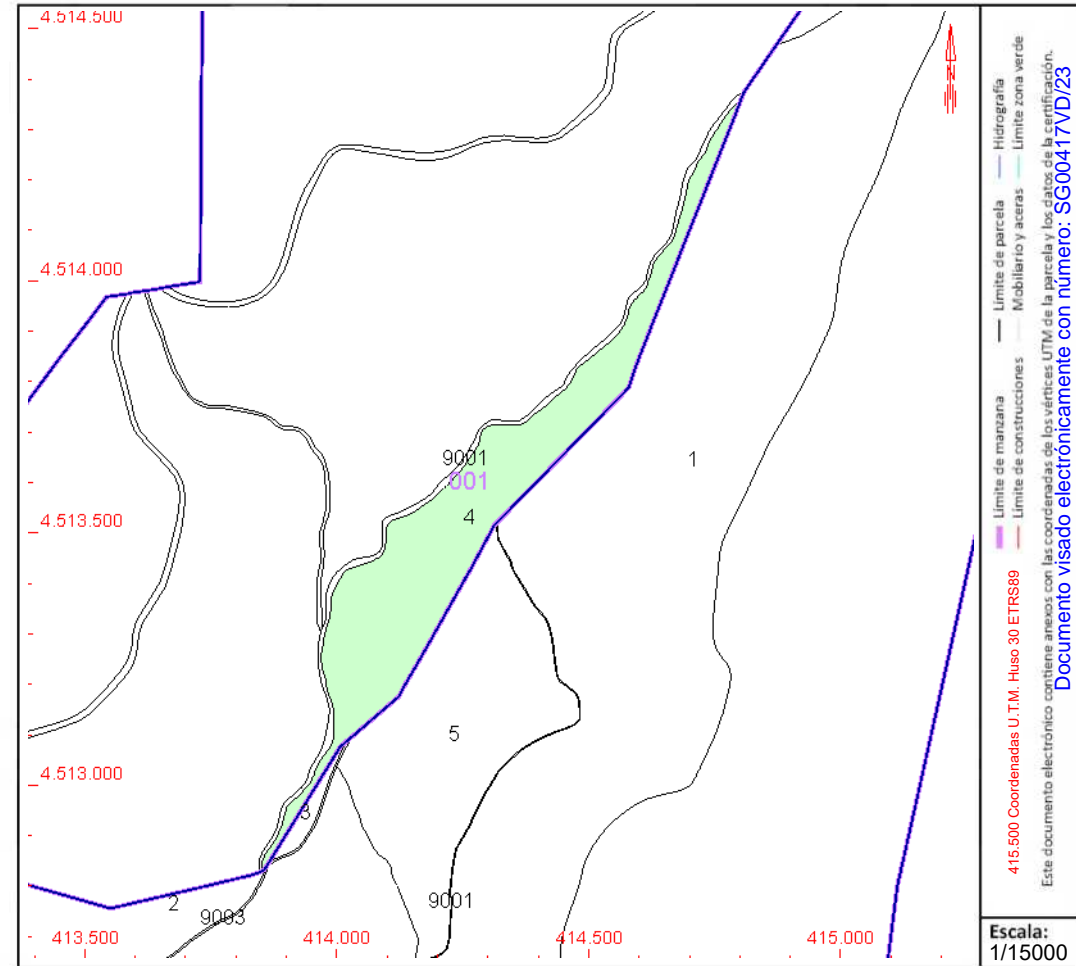 4.514.500
4.514.000
9001
001
1
4
4.513.500
5
4.513.000
3
2
9003
9001
413.500
414.000
414.500
415.000
Límite de manzana
Límite de parcela
Hidrografía
Límite de construcciones
Mobiliario y aceras
Límite zona verde
415.500 Coordenadas U.T.M. Huso 30 ETRS89
Este documento electrónico contiene anexos con las coordenadas de los vértices UTM de la parcela y los datos de la certificación.
Documento visado electrónicamente con número: SG00417VD/23
Escala:
1/15000